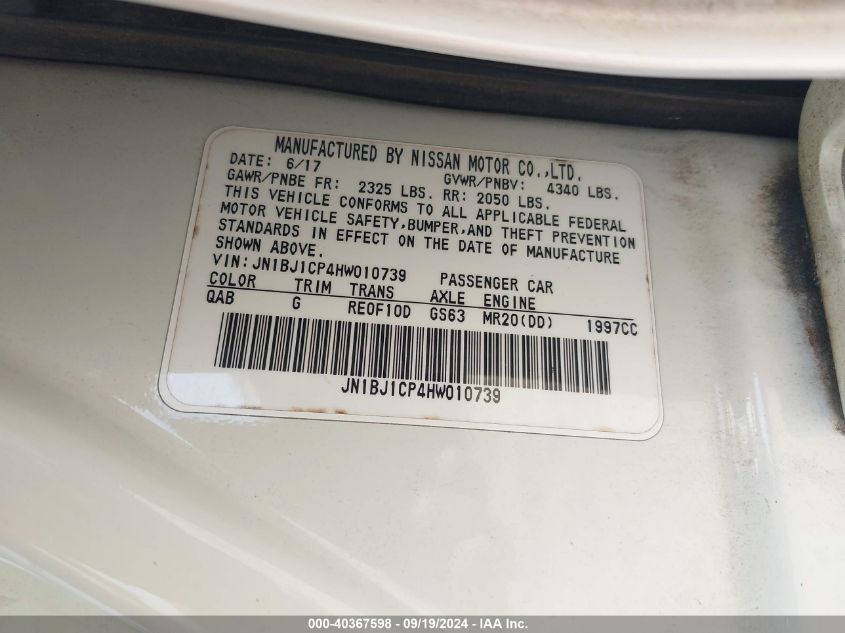 MANUFACTURED BY NISSAN MOTOR CO.,LTD.
DATE: 6/17 GVWR/PNBV: 4340 LBS.
GAWR/PNBE FR: 2325 LBS. RR: 2050 LBS.
THIS VEHICLE CONFORMS TO ALL APPLICABLE FEDERAL
MOTOR VEHICLE SAFETY,BUMPER,AND THEFT PREVENTION
STANDARDS IN EFFECT ON THE DATE OF MANUFACTURE
SHOWN ABOVE.
VIN:JN1BJ1CP4HW010739 PASSENGER CAR
COLOR TRIM TRANS AXLE ENGINE
QAB G RE0F10D GS63 MR20(DD) 1997CC
JN1BJ1CP4HW010739
000-40367598 - 09/19/2024 - IAA Inc.